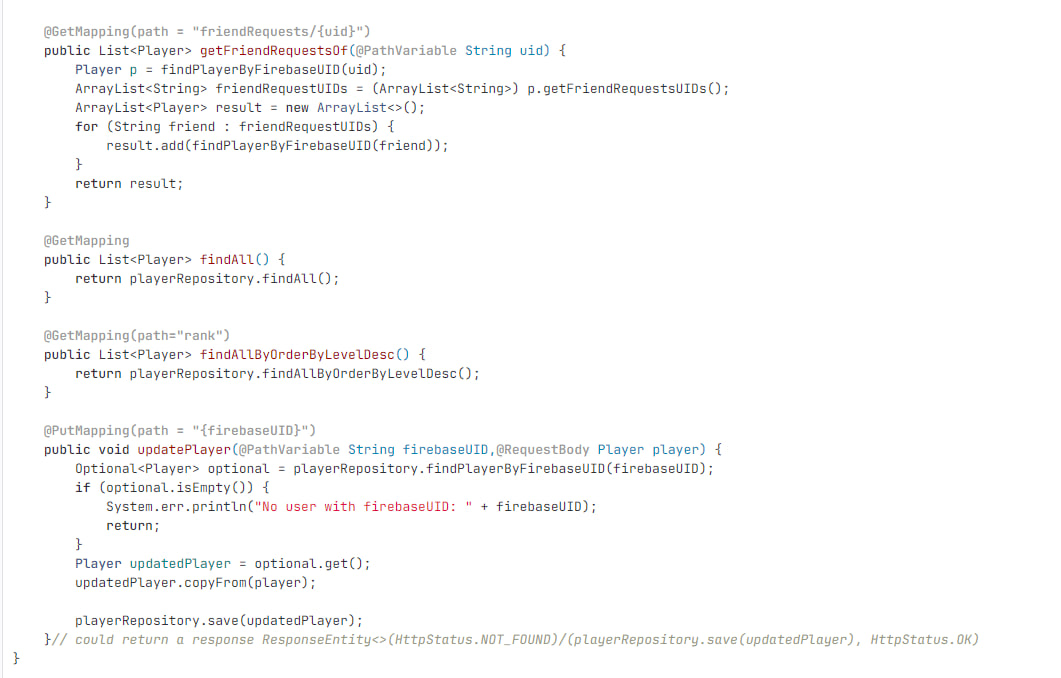 @GetMapping(path = "friendRequests/{uid}")
public List<Player> getFriendRequestsOf(@PathVariable String uid) {
Player p = findPlayerByFirebaseUID(uid);
ArrayList<String> friendRequestUIDs = (ArrayList<String>) p.getFriendRequestsUIDs();
ArrayList<Player> result = new ArrayList<>();
for (String friend : friendRequestUIDs) {
result.add(findPlayerByFirebaseUID(friend));
}
return result;
}
@GetMapping
public List<Player> findAll() {
return playerRepository.findAll();
}
@GetMapping(path="rank")
public List<Player> findAllByOrderByLevelDesc() {
return playerRepository.findAllByOrderByLevelDesc();
}
@PutMapping(path = "{firebaseUID}")
public void updatePlayer(@PathVariable String firebaseUID,@RequestBody Player player) {
Optional<Player> optional = playerRepository.findPlayerByFirebaseUID(firebaseUID);
if (optional.isEmpty()) {
System.err.println("No user with firebaseUID: " + firebaseUID);
return;
}
Player updatedPlayer = optional.get();
updatedPlayer.copyFrom(player);
playerRepository.save(updatedPlayer);
}// could return a response ResponseEntity<>(HttpStatus.NOT_FOUND)/(playerRepository.save(updatedPlayer), HttpStatus.OK)
}